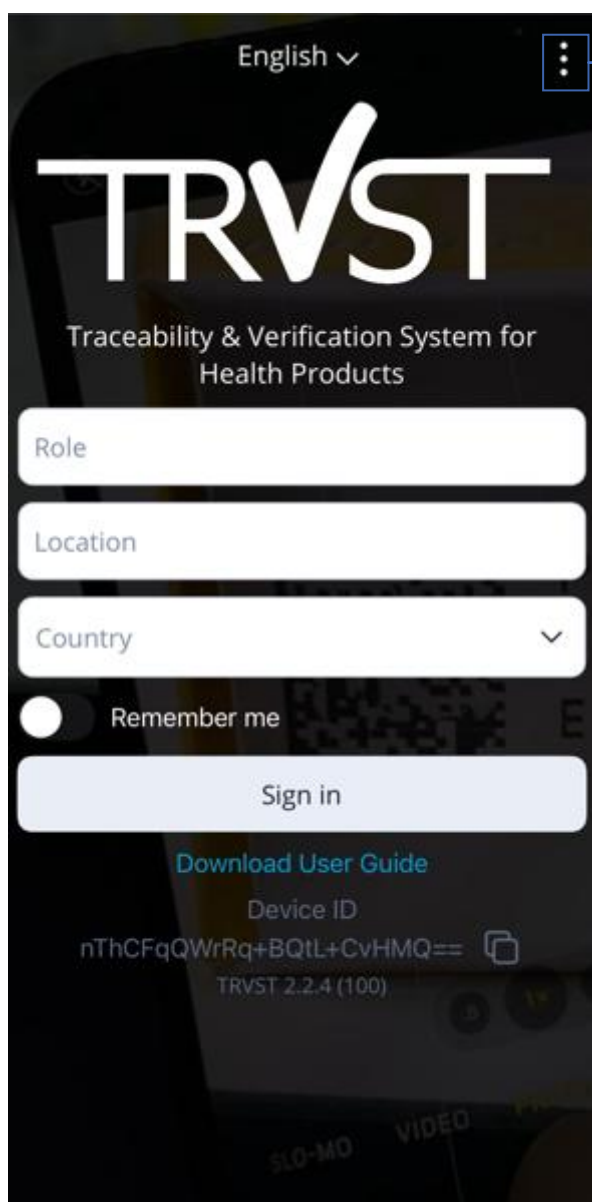 English
TRVST
Traceability & Verification System for
Health Products
Role
Location
Country
Remember me
Sign in
Download User Guide
Device ID
nThCFqQWrRq+BQtL+CvHMQ==
TRVST 2.2.4 (100)
SLO-MO VIDEO